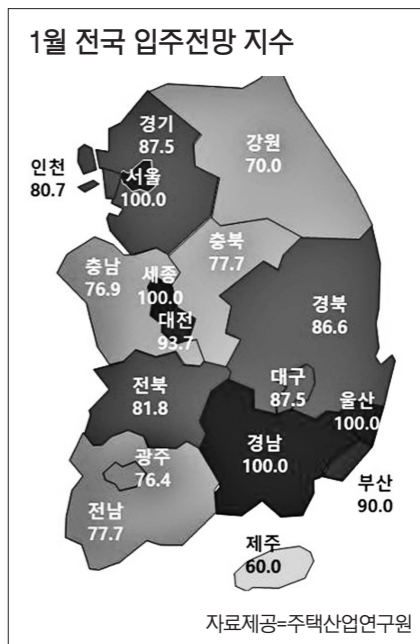 1월 전국 입주전망 지수
경기
87.5
강원
70.0
인천
80.7
서울
100.0
충북
77.7
충남
76.9
세종
100.0
대전
93.7
경북
86.6
대구
87.5
울산
100.0
전북
81.8
경남
100.0
광주
76.4
부산
90.0
전남
77.7
제주
60.0
자료제공=주택산업연구원